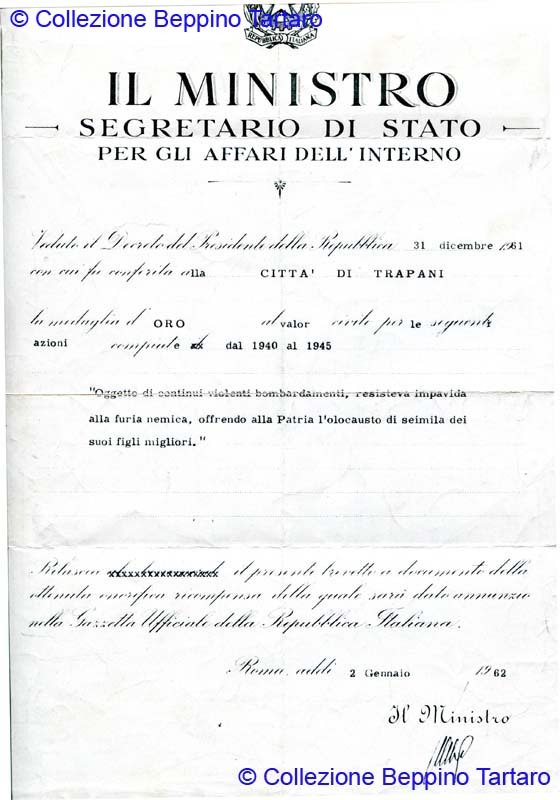 © Collezione Beppino Tartaro
REPVBBLICA ITALIANA
IL MINISTRO
SEGRETARIO DI STATO
PER GLI AFFARI DELL'INTERNO
Veduto il Decreto del Presidente della Repubblica 31 dicembre 1961
con cui fu conferita alla CITTA' DI TRAPANI
la medaglia d'ORO al valor civile per le seguenti
azioni compiute dal 1940 al 1945
"Oggetto di continui violenti bombardamenti, resisteva impavida
alla furia nemica, offrendo alla Patria l'olocausto di seimila dei
suoi figli migliori."
Rilascia xxxxxxxxxxxxxxxx il presente brevetto a documento della
ottenuta onorifica ricompensa della quale sarà dato annunzio
nella Gazzetta Ufficiale della Repubblica Italiana.
Roma, addì 2 Gennaio 1962
Il Ministro
© Collezione Beppino Tartaro